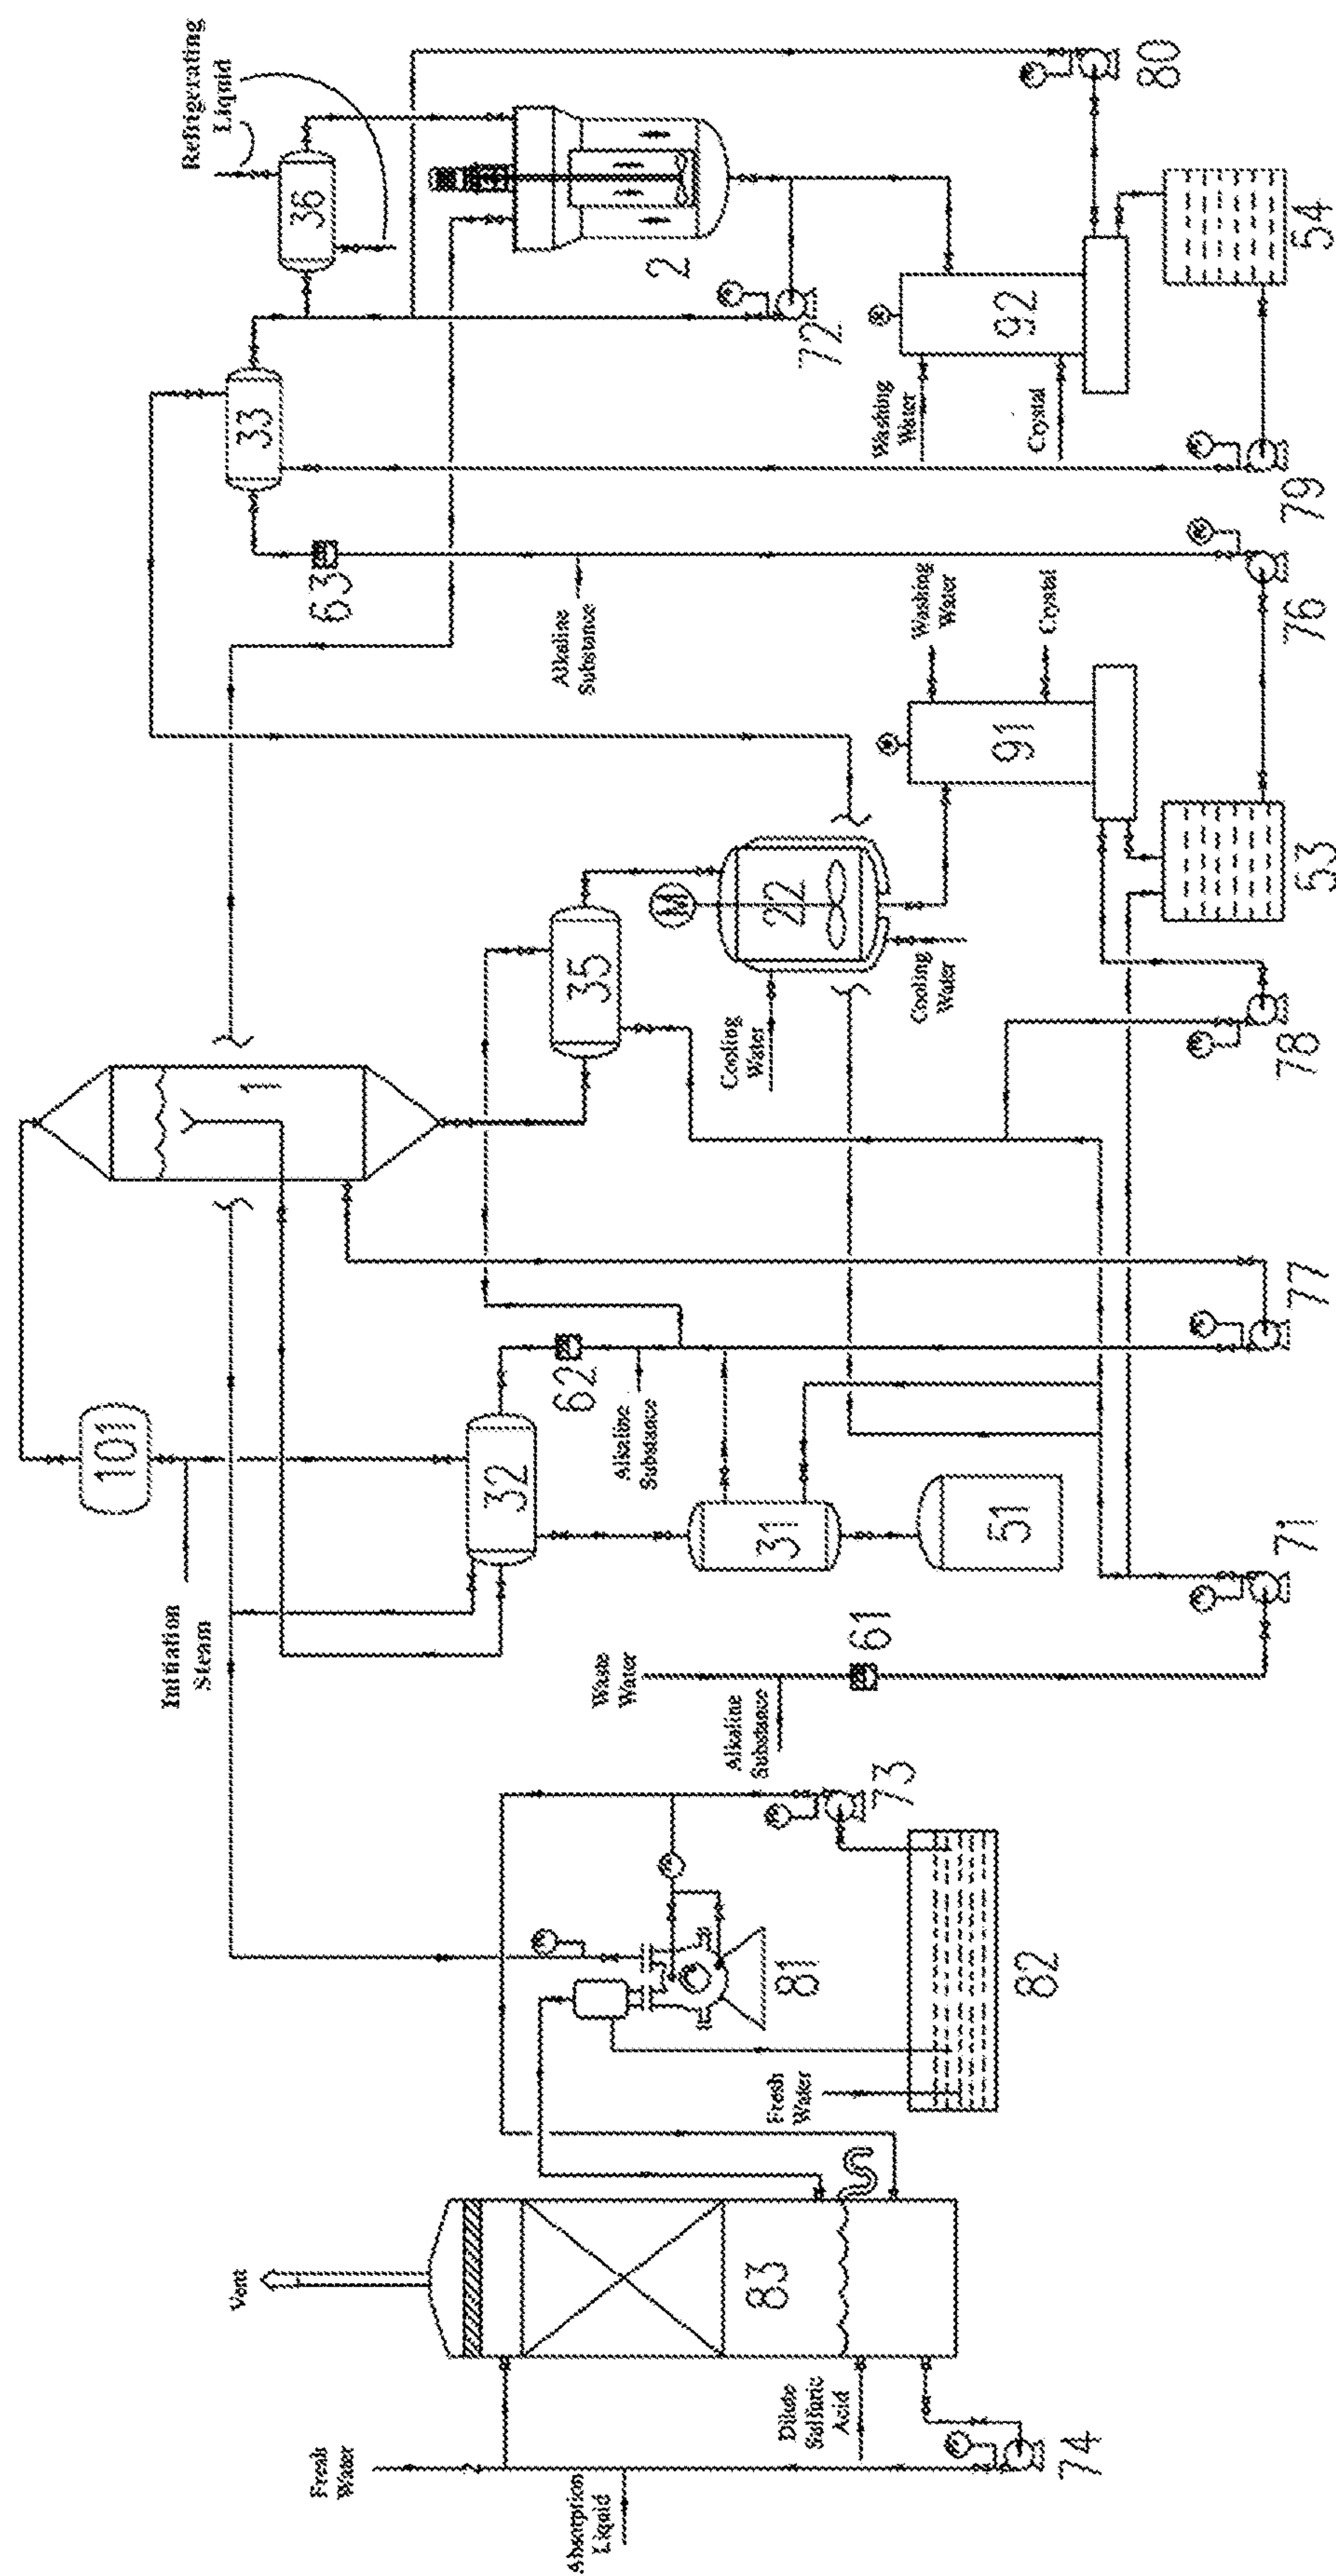 Refrigerating
Liquid
36
80
2
72
33
92
54
Washing
Water
Crystal
79
63
Alkaline
Substance
76
Washing
Water
Crystal
91
53
M
22
35
Cooling
Water
Cooling
Water
78
1
77
101
Initiation
Steam
32
62
Alkaline
Substance
31
51
71
Waste
Water
61
Alkaline
Substance
73
81
82
Fresh
Water
Vent
83
Dilute
Sulfuric
Acid
Fresh
Water
Absorption
Liquid
74